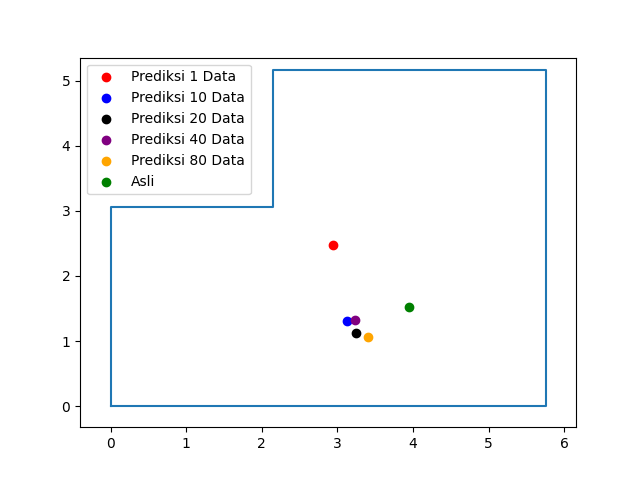 Prediksi 1 Data
Prediksi 10 Data
Prediksi 20 Data
Prediksi 40 Data
Prediksi 80 Data
Asli
5
4
3
2
1
0
0 1 2 3 4 5 6